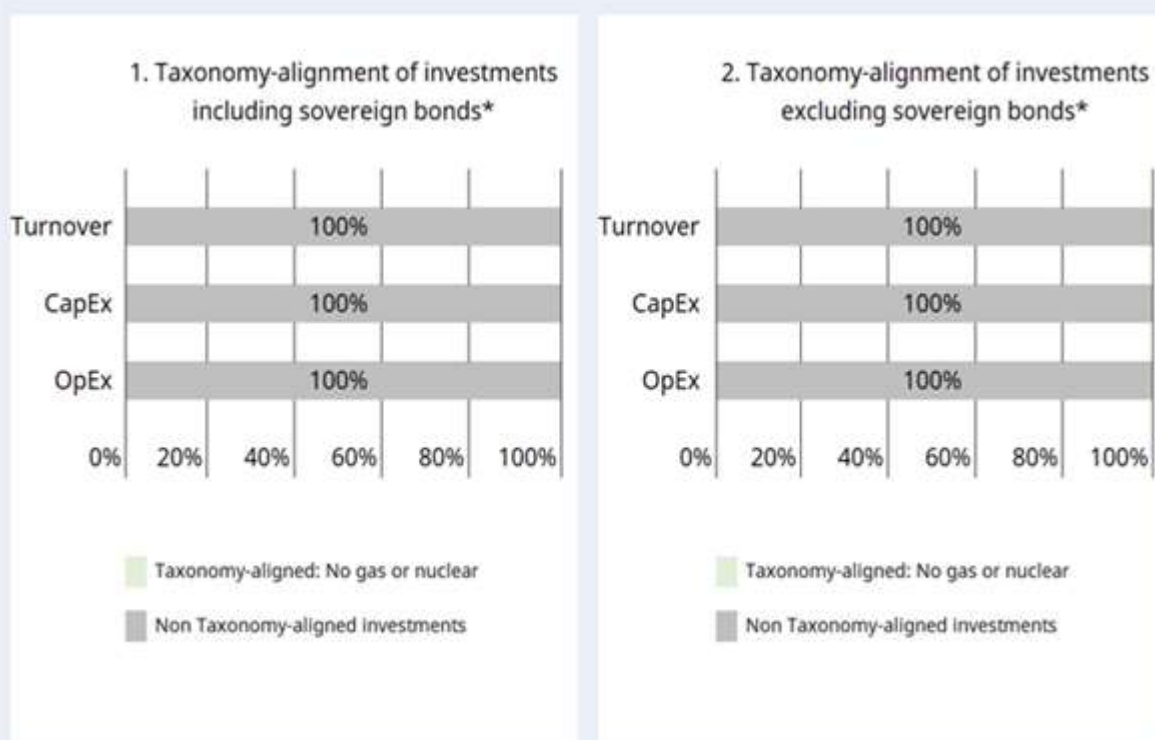 1. Taxonomy-alignment of investments
including sovereign bonds*
Turnover 100%
CapEx 100%
OpEx 100%
0% 20% 40% 60% 80% 100%
Taxonomy-aligned: No gas or nuclear
Non Taxonomy-aligned investments
2. Taxonomy-alignment of investments
excluding sovereign bonds*
Turnover 100%
CapEx 100%
OpEx 100%
0% 20% 40% 60% 80% 100%
Taxonomy-aligned: No gas or nuclear
Non Taxonomy-aligned investments